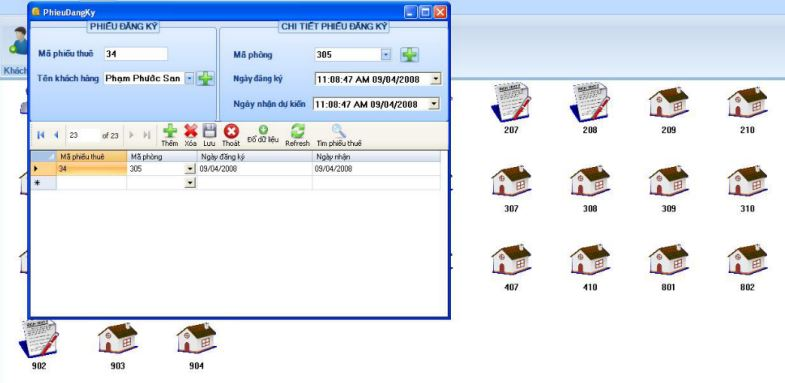 PhieuDangKy
PHIẾU ĐĂNG KÝ
CHI TIẾT PHIẾU ĐĂNG KÝ
Mã phiếu thuê 34
Mã phòng 305
Tên khách hàng Phạm Phước San
Ngày đăng ký 11:08:47 AM 09/04/2008
Ngày nhận dự kiến 11:08:47 AM 09/04/2008
Khách
23 of 23 Thêm Xóa Lưu Thoát Đổ dữ liệu Refresh Tìm phiếu thuê
Mã phiếu thuê Mã phòng Ngày đăng ký Ngày nhận
34 305 09/04/2008 09/04/2008
207 208 209 210
307 308 309 310
407 410 801 802
902 903 904